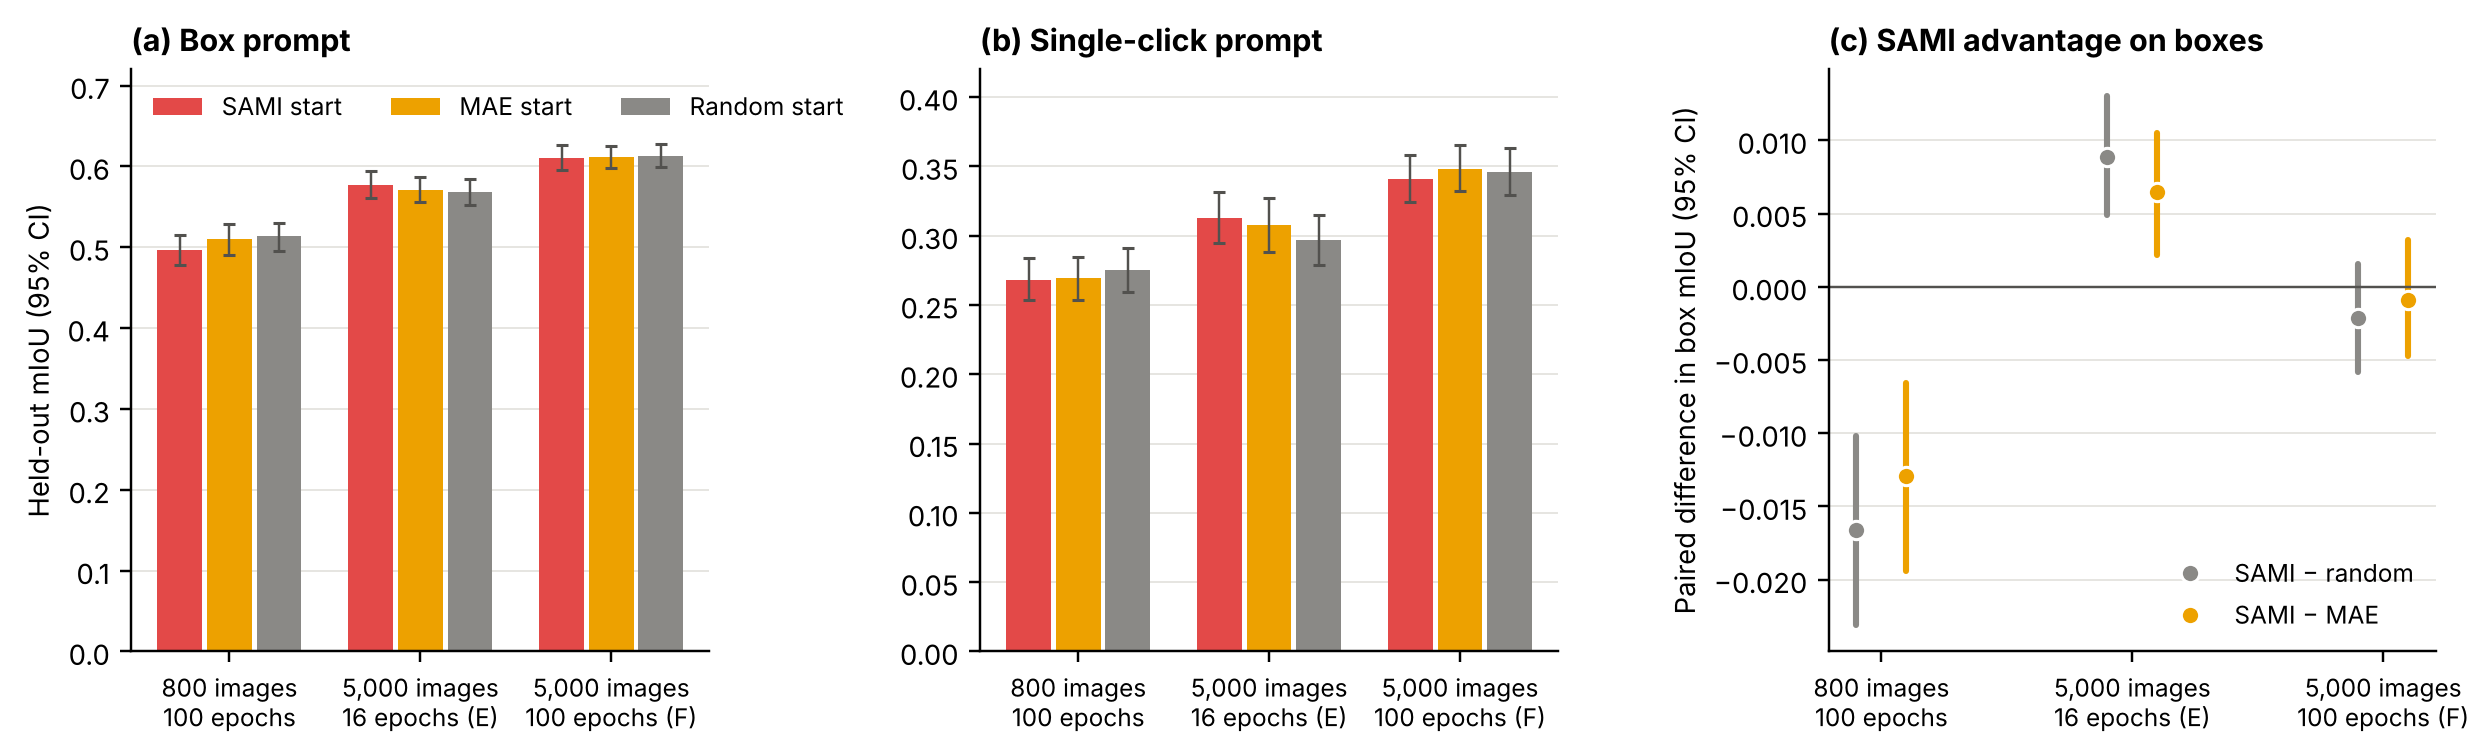 (a) Box prompt
Held-out mIoU (95% CI)
0.7
0.6
0.5
0.4
0.3
0.2
0.1
0.0
SAMI start
MAE start
Random start
800 images
100 epochs
5,000 images
16 epochs (E)
5,000 images
100 epochs (F)
(b) Single-click prompt
0.40
0.35
0.30
0.25
0.20
0.15
0.10
0.05
0.00
800 images
100 epochs
5,000 images
16 epochs (E)
5,000 images
100 epochs (F)
(c) SAMI advantage on boxes
Paired difference in box mIoU (95% CI)
0.010
0.005
0.000
−0.005
−0.010
−0.015
−0.020
SAMI − random
SAMI − MAE
800 images
100 epochs
5,000 images
16 epochs (E)
5,000 images
100 epochs (F)